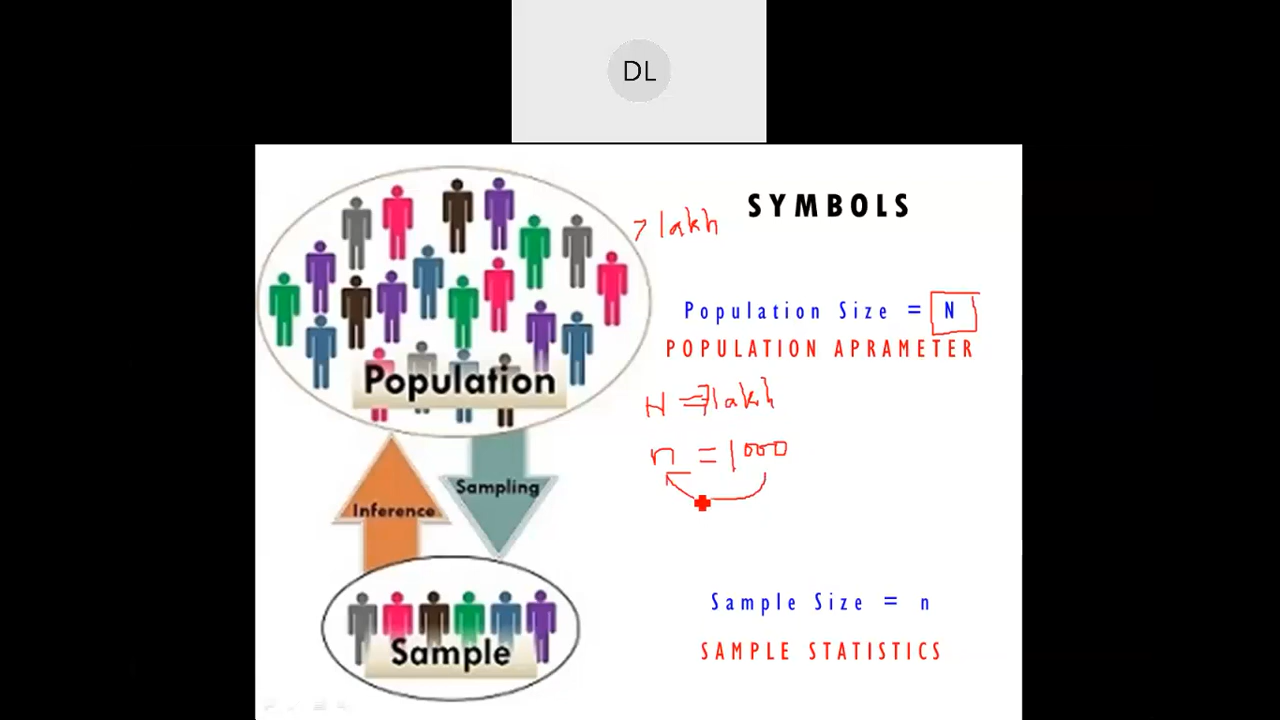 DL
SYMBOLS
7 lakh
Population Size = N
POPULATION APRAMETER
Population
N = 7 lakh
n = 1000
Sampling
Inference
Sample Size = n
Sample
SAMPLE STATISTICS